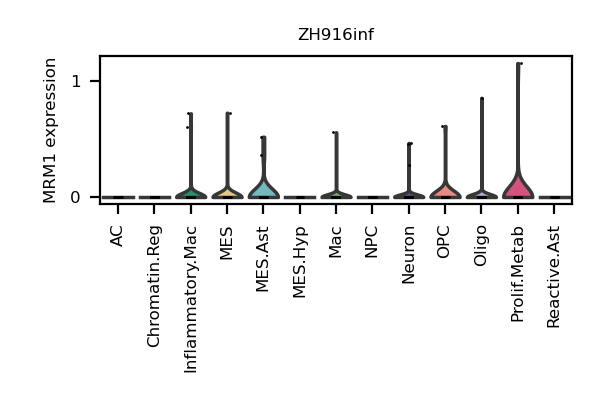 ZH916inf
MRM1 expression
1
0
AC
Chromatin.Reg
Inflammatory.Mac
MES
MES.Ast
MES.Hyp
Mac
NPC
Neuron
OPC
Oligo
Prolif.Metab
Reactive.Ast